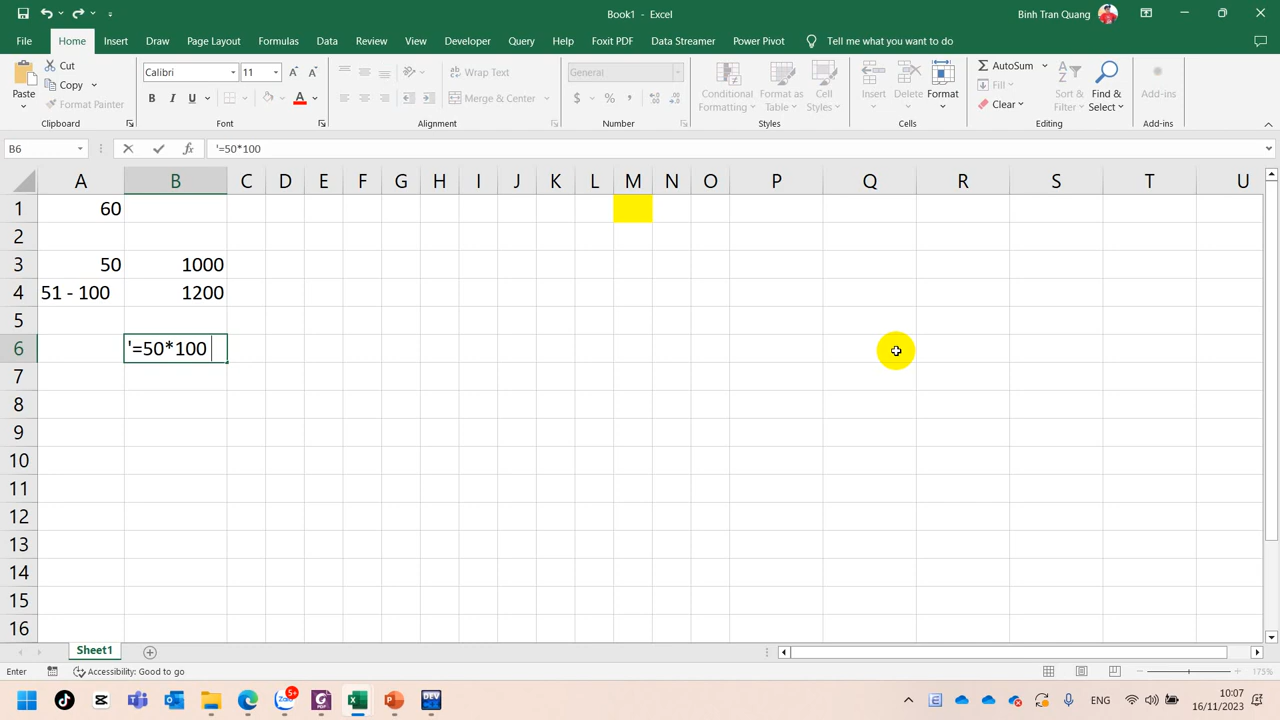 Book1 - Excel
Binh Tran Quang
File Home Insert Draw Page Layout Formulas Data Review View Developer Query Help Foxit PDF Data Streamer Power Pivot Tell me what you want to do
Paste
Cut
Copy
Format Painter
Clipboard
Calibri 11
B I U A
Font
Wrap Text
Merge & Center
Alignment
General
$ % ,
Number
Conditional Formatting
Format as Table
Cell Styles
Styles
Insert Delete Format
Cells
AutoSum
Fill
Clear
Sort & Filter
Find & Select
Editing
Add-ins
Add-ins
B6 fx '=50*100
A B C D E F G H I J K L M N O P Q R S T U
1 60
2
3 50 1000
4 51 - 100 1200
5
6 '=50*100
7
8
9
10
11
12
13
14
15
16
Sheet1
Enter Accessibility: Good to go 175%
5+ DEV ENG 10:07
16/11/2023